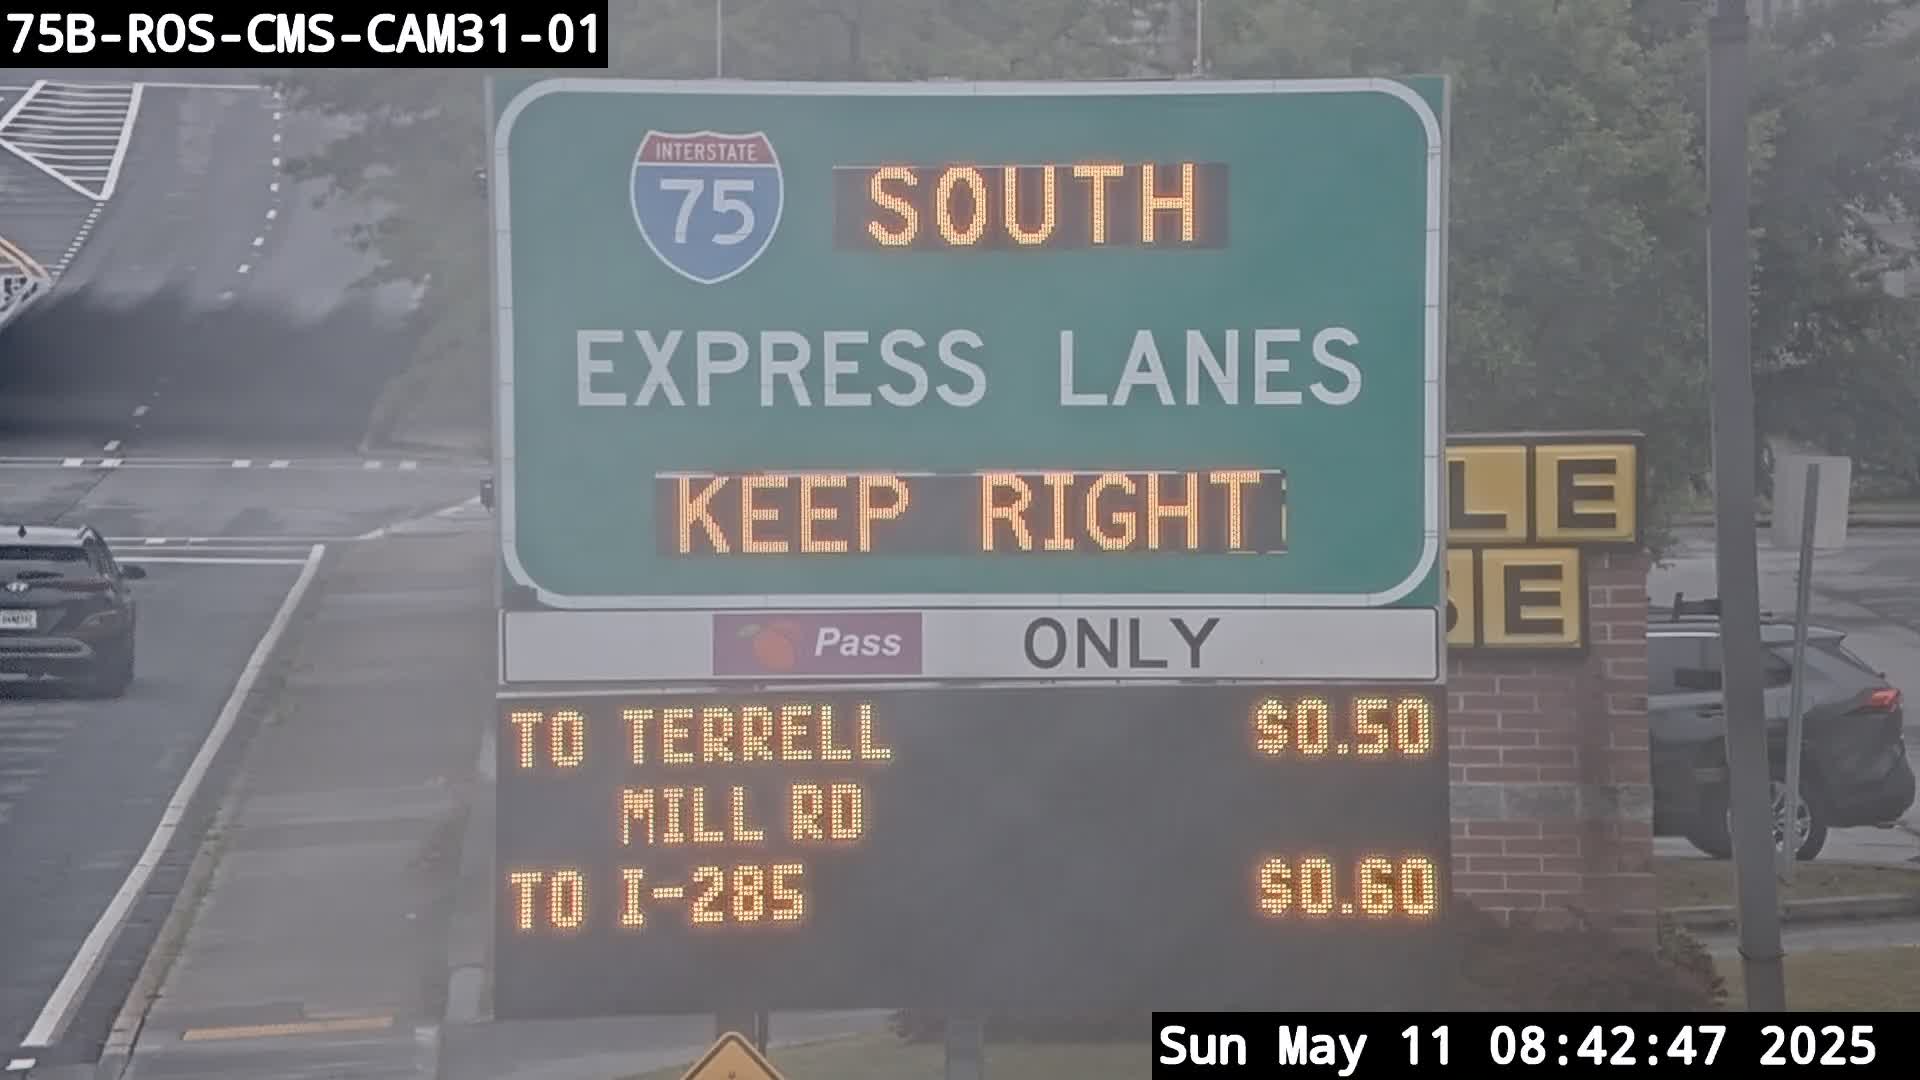 75B-ROS-CMS-CAM31-01
INTERSTATE
75
SOUTH
EXPRESS LANES
KEEP RIGHT
Pass ONLY
TO TERRELL $0.50
MILL RD
TO I-285 $0.60
LE
E
Sun May 11 08:42:47 2025